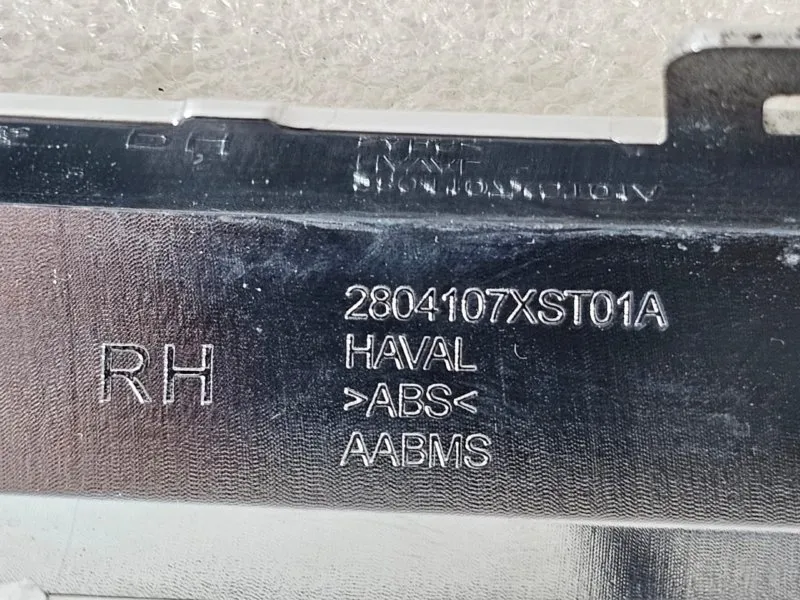 2804107XST01A
HAVAL
RH
>ABS<
AABMS